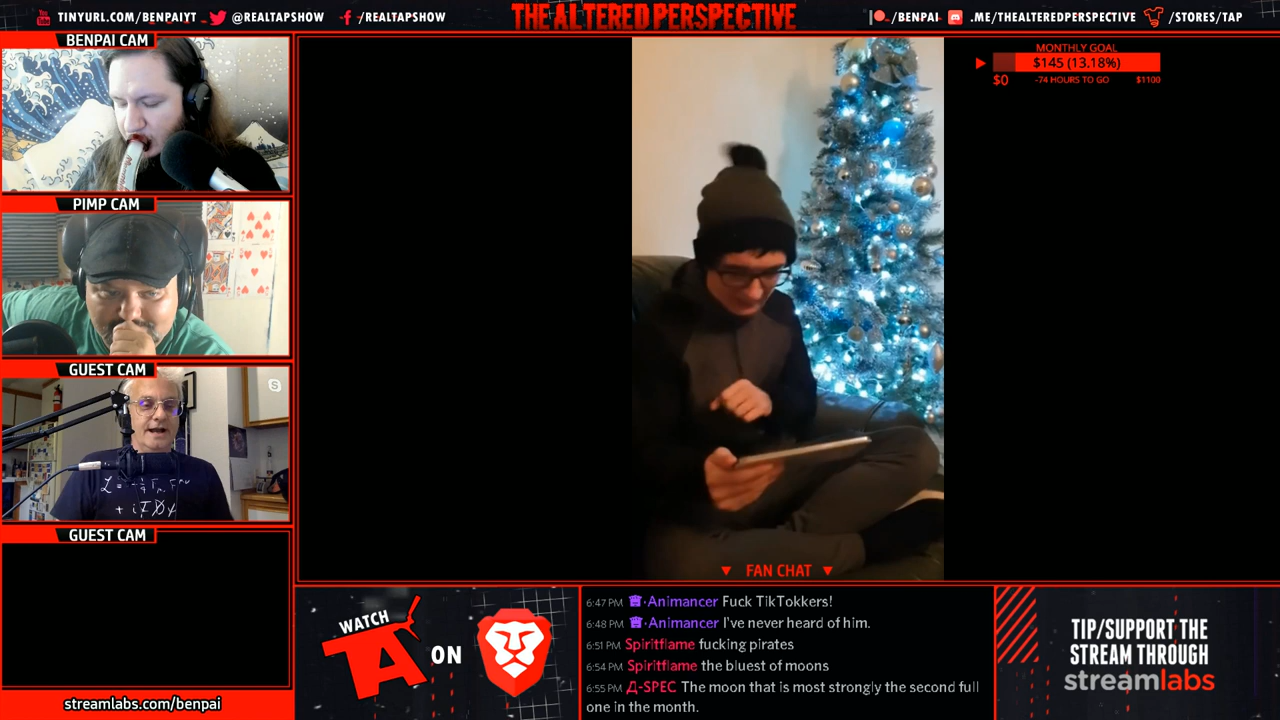 TINYURL.COM/BENPAIYT @REALTAPSHOW /REALTAPSHOW
THE ALTERED PERSPECTIVE
/BENPAI .ME/THEALTEREDPERSPECTIVE /STORES/TAP
BENPAI CAM
PIMP CAM
GUEST CAM
GUEST CAM
streamlabs.com/benpai
MONTHLY GOAL
$145 (13.18%)
$0 -74 HOURS TO GO $1100
FAN CHAT
WATCH
TA ON
6:47 PM Animancer Fuck TikTokkers!
6:48 PM Animancer I've never heard of him.
6:51 PM Spiritflame fucking pirates
6:54 PM Spiritflame the bluest of moons
6:55 PM Д-SPEC The moon that is most strongly the second full
one in the month.
TIP/SUPPORT THE
STREAM THROUGH
streamlabs